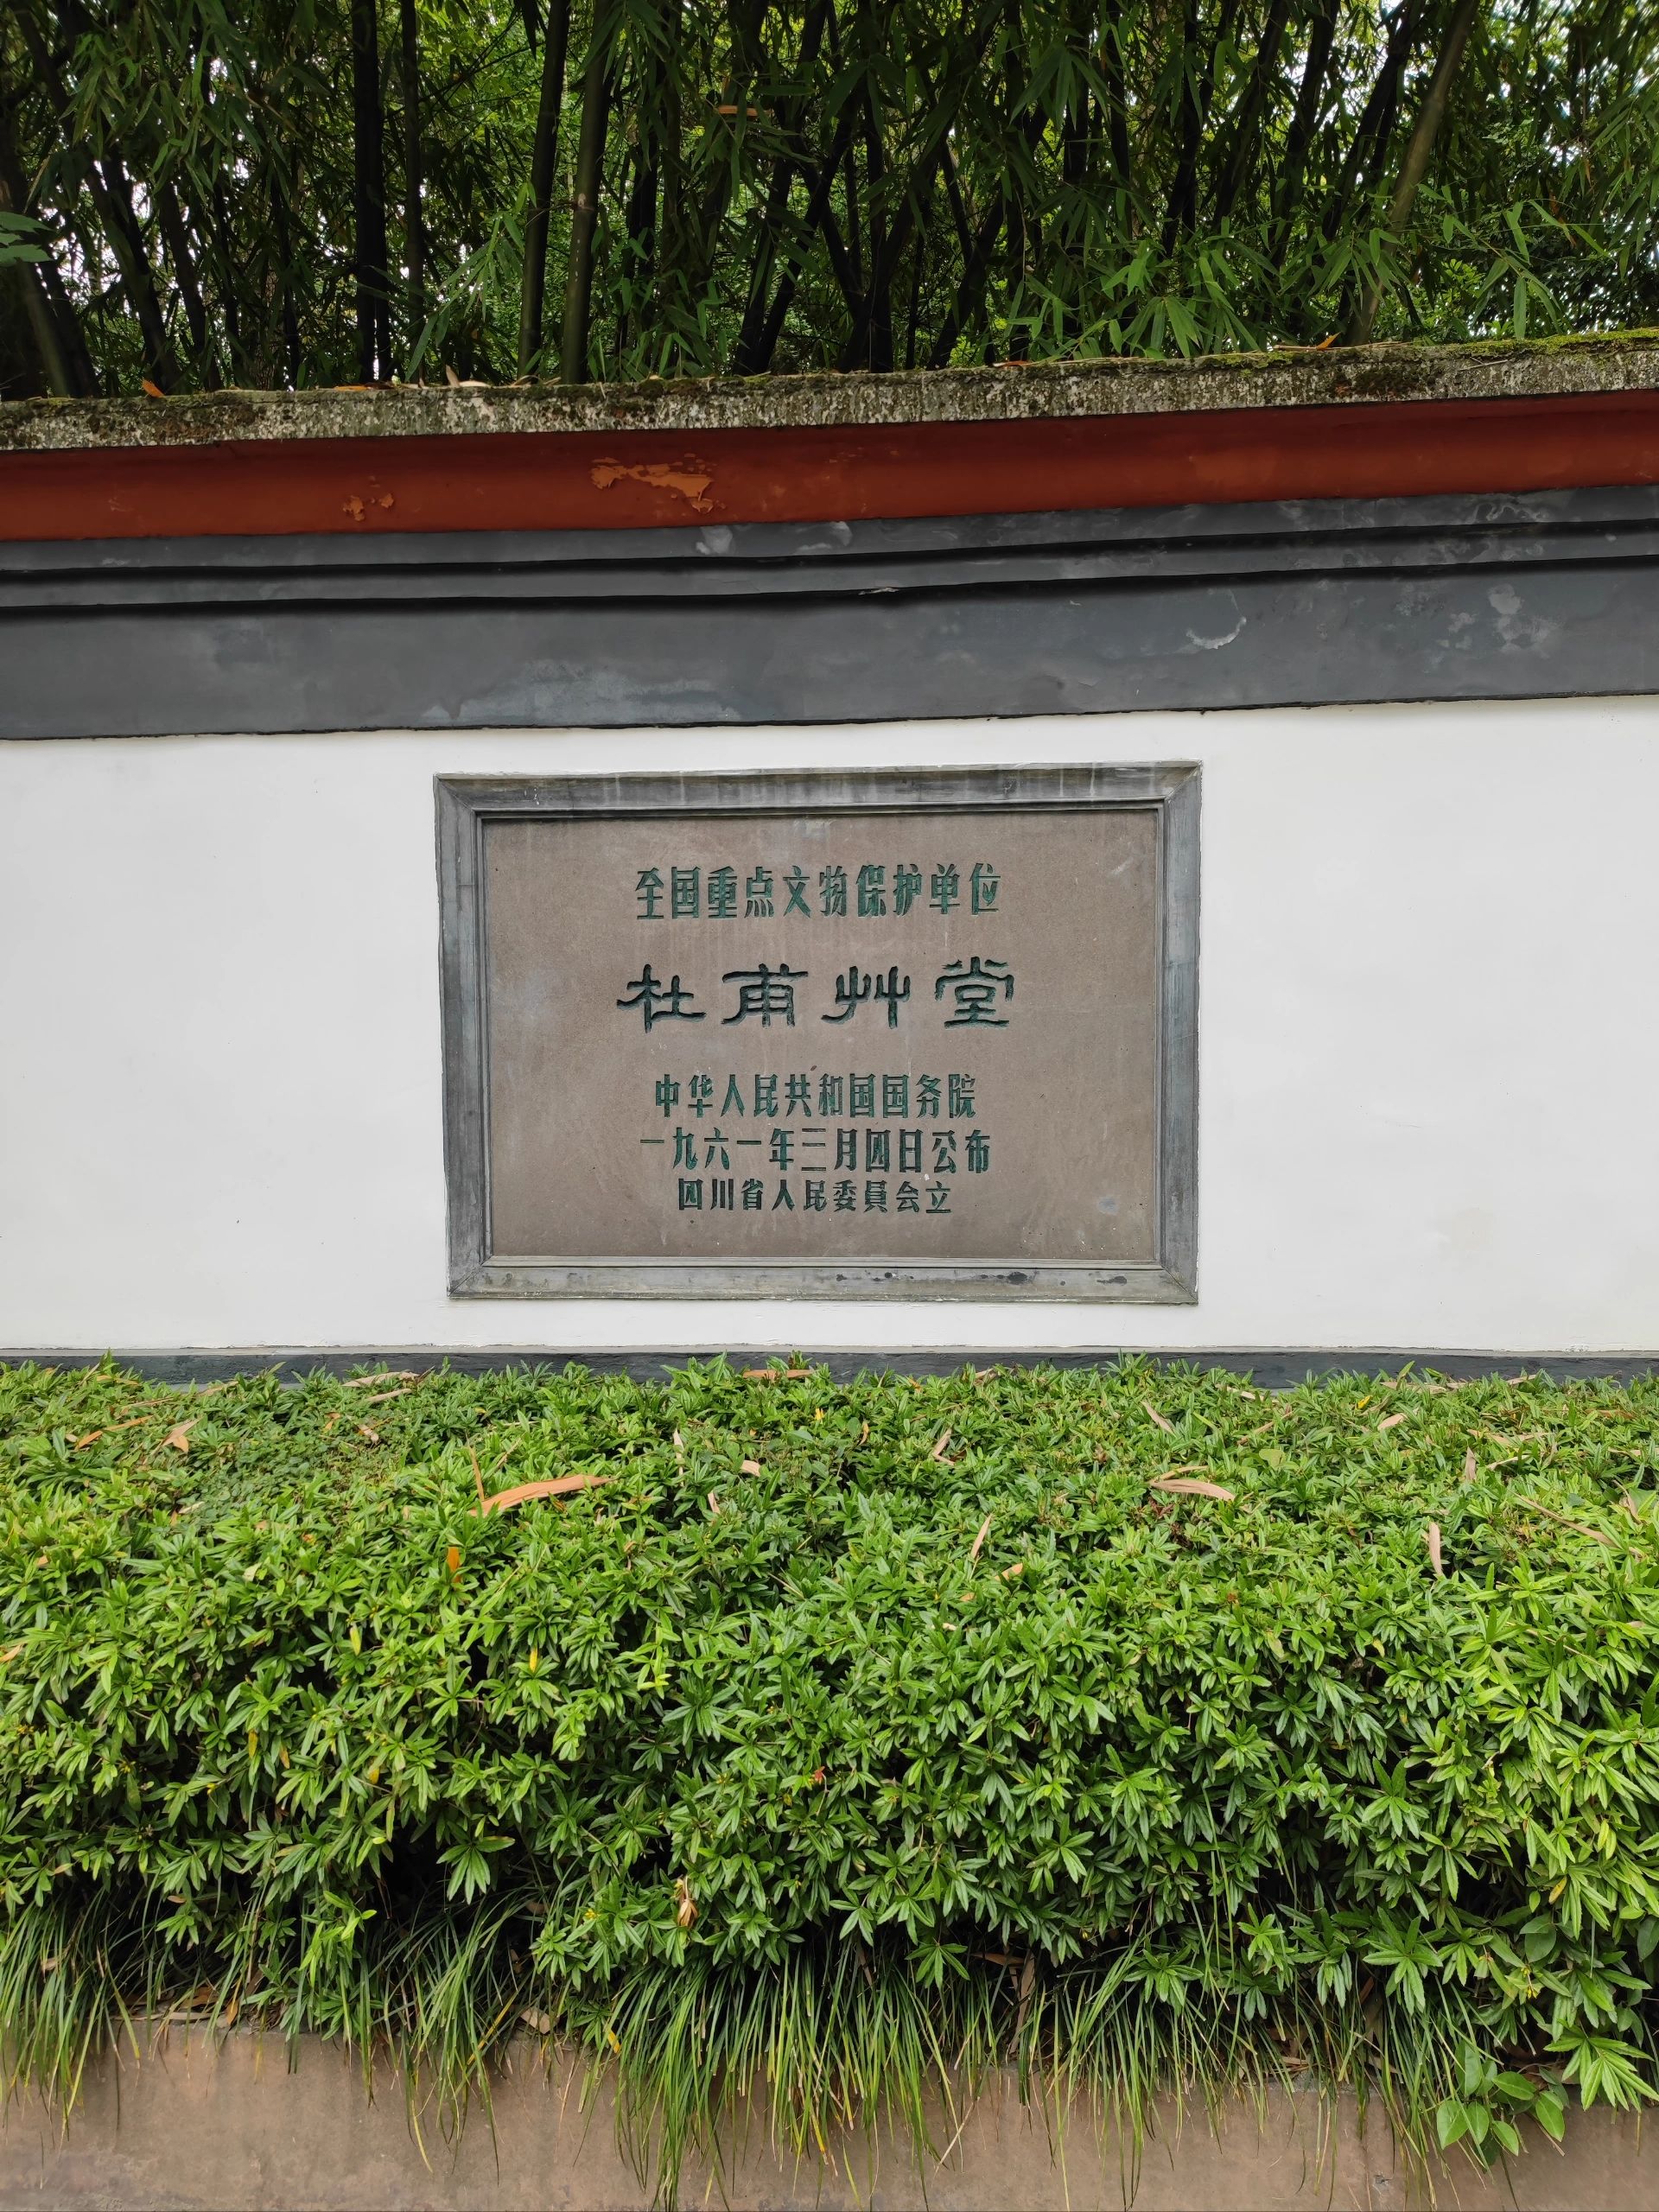 全国重点文物保护单位
杜甫艸堂
中华人民共和国国务院
一九六一年三月四日公布
四川省人民委員会立